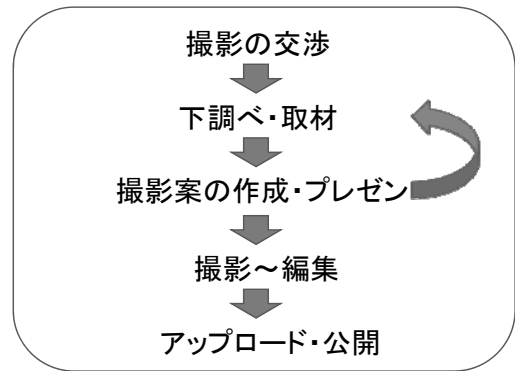 撮影の交渉
下調べ・取材
撮影案の作成・プレゼン
撮影～編集
アップロード・公開